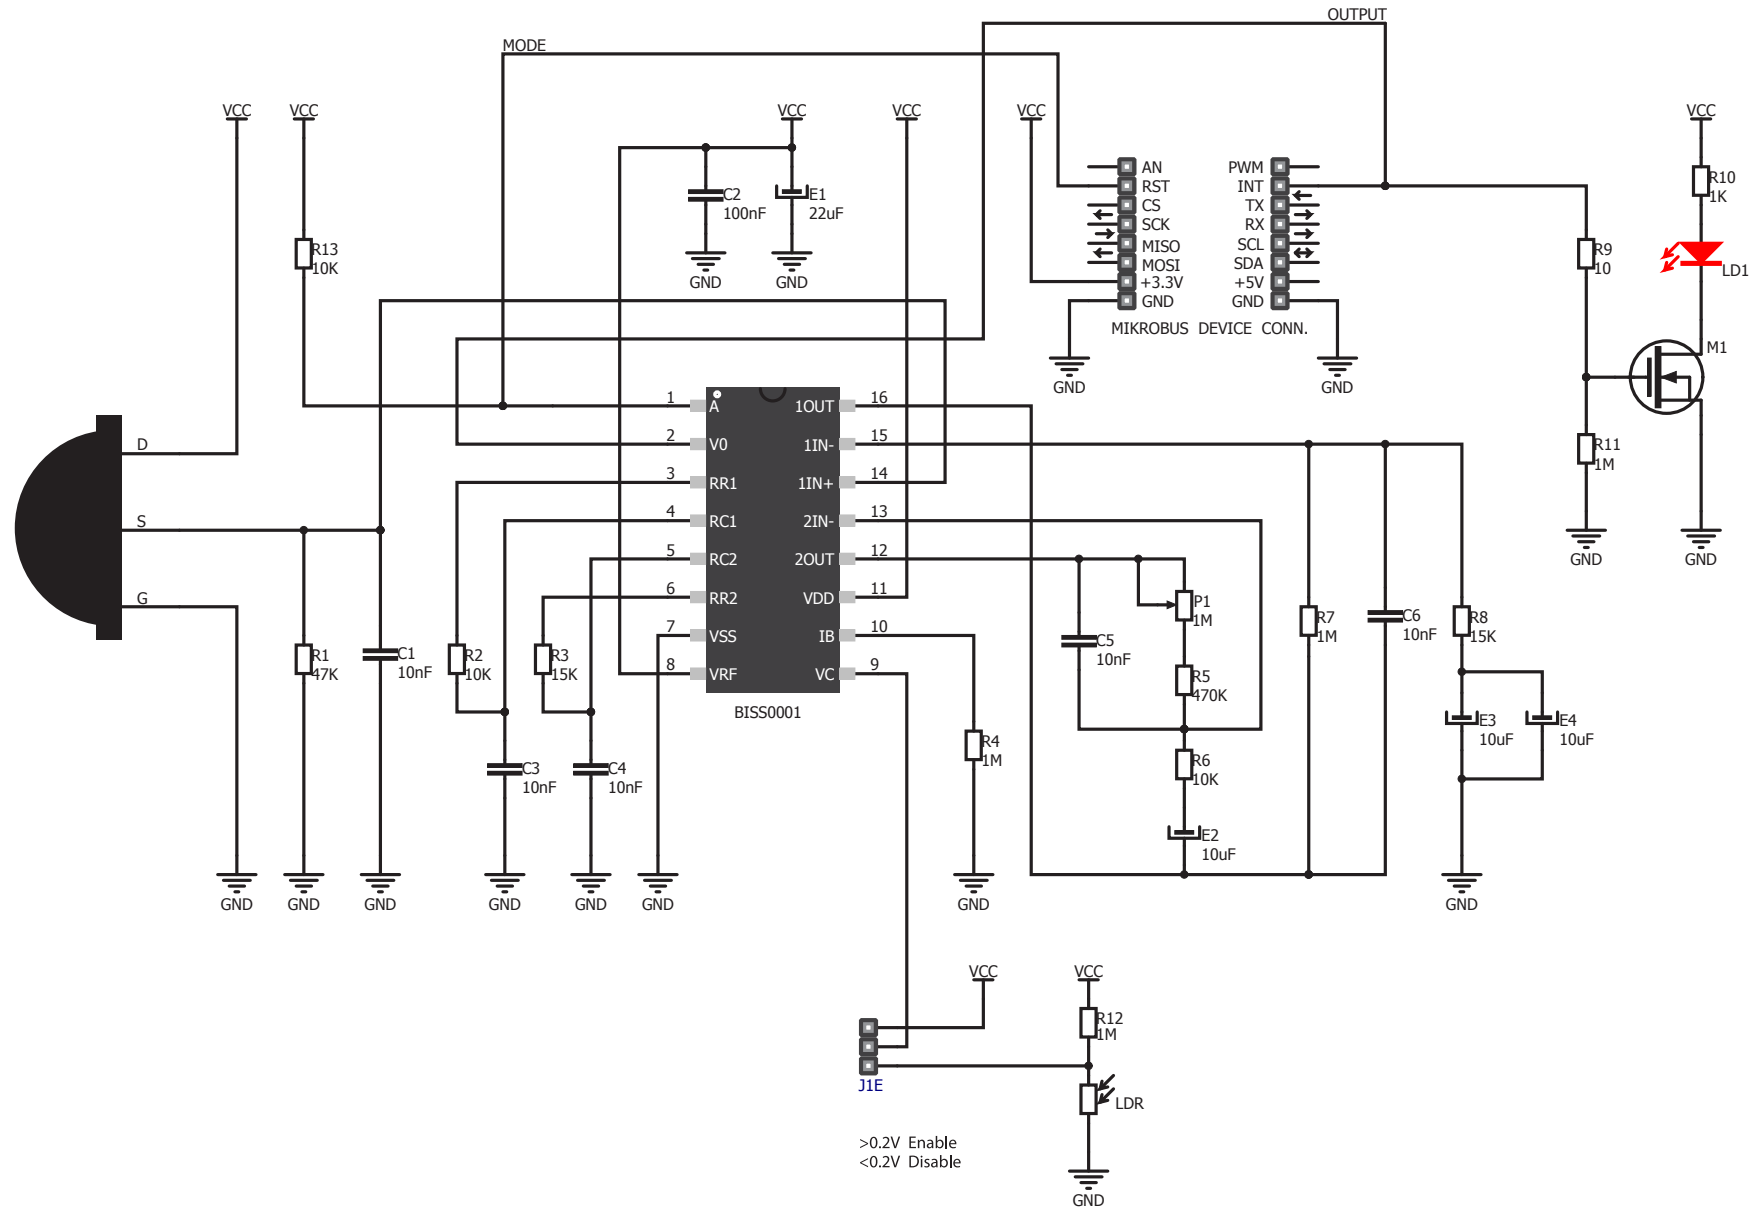 OUTPUT
MODE
VCC
VCC
VCC
VCC
VCC
VCC
AN
RST
CS
SCK
MISO
MOSI
+3.3V
GND
PWM
INT
TX
RX
SCL
SDA
+5V
GND
MIKROBUS DEVICE CONN.
GND
GND
C2
100nF
E1
22uF
GND
GND
R13
10K
R10
1K
R9
10
LD1
M1
R11
1M
GND
GND
D
S
G
1
2
3
4
5
6
7
8
A
V0
RR1
RC1
RC2
RR2
VSS
VRF
1OUT
1IN-
1IN+
2IN-
2OUT
VDD
IB
VC
16
15
14
13
12
11
10
9
BISS0001
R1
47K
C1
10nF
R2
10K
R3
15K
C3
10nF
C4
10nF
R4
1M
C5
10nF
P1
1M
R5
470K
R6
10K
E2
10uF
R7
1M
C6
10nF
R8
15K
E3
10uF
E4
10uF
GND
GND
GND
GND
GND
GND
GND
GND
VCC
VCC
R12
1M
J1E
LDR
>0.2V Enable
<0.2V Disable
GND